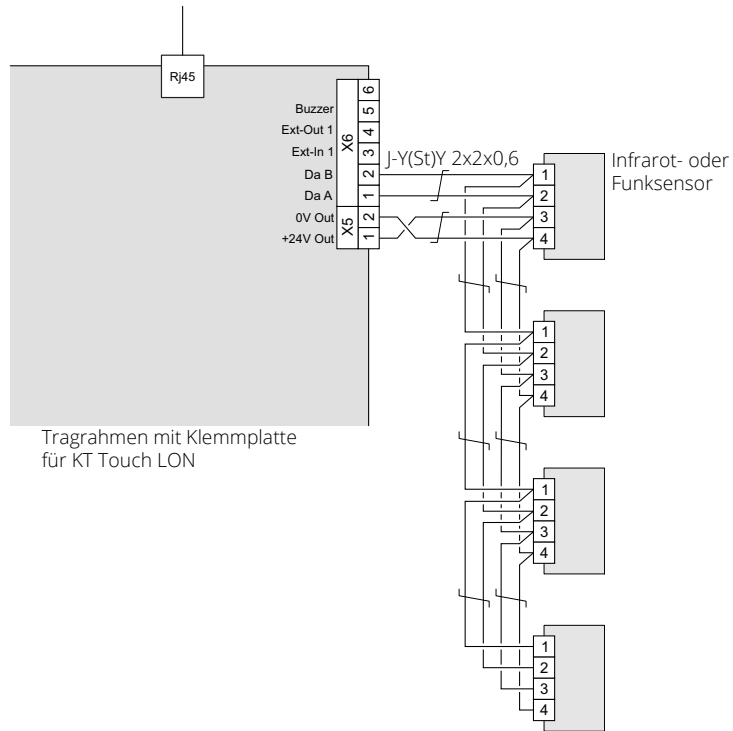 Rj45
6
Buzzer 5
Ext-Out 1 4
X6
Ext-In 1 3
Da B 2
Da A 1
0V Out 2
X5
+24V Out 1
J-Y(St)Y 2x2x0,6
Infrarot- oder
Funksensor
1
2
3
4
1
2
3
4
Tragrahmen mit Klemmplatte
für KT Touch LON
1
2
3
4
1
2
3
4